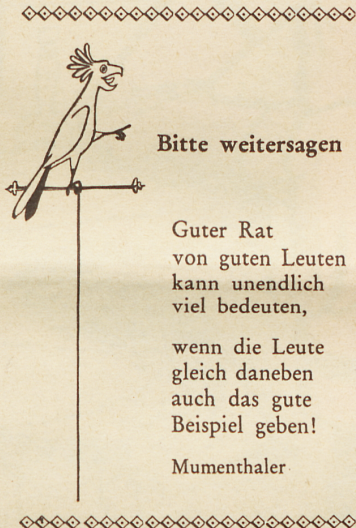 Bitte weitersagen
Guter Rat
von guten Leuten
kann unendlich
viel bedeuten,
wenn die Leute
gleich daneben
auch das gute
Beispiel geben!
Mumenthaler